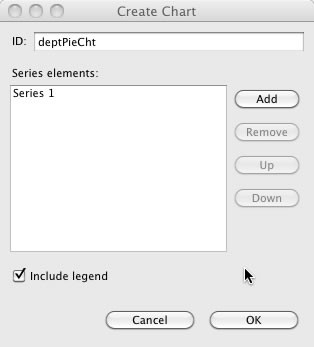 Create Chart
ID: deptPieCht
Series elements:
Series 1
Add
Remove
Up
Down
Include legend
Cancel
OK